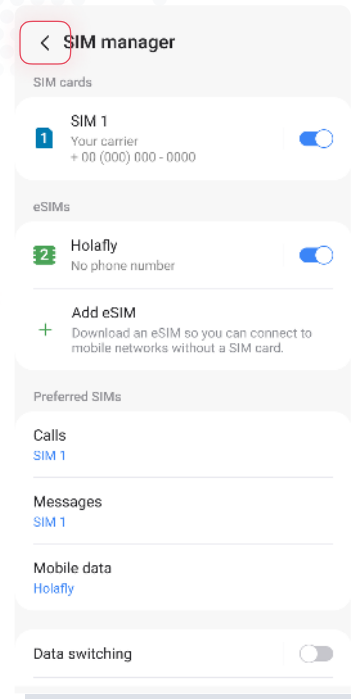 SIM manager
SIM cards
1
SIM 1
Your carrier
+ 00 (000) 000 - 0000
eSIMs
2
Holafly
No phone number
Add eSIM
Download an eSIM so you can connect to
mobile networks without a SIM card.
Preferred SIMs
Calls
SIM 1
Messages
SIM 1
Mobile data
Holafly
Data switching